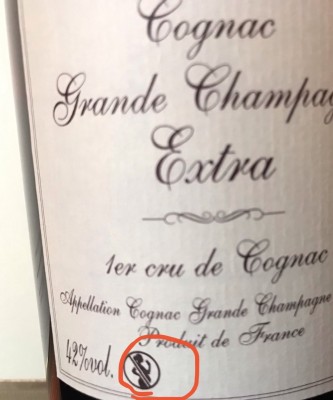 Cognac
Grande Champag
Extra
1er cru de Cognac
Appellation Cognac Grande Champagne
Produit de France
42%vol.